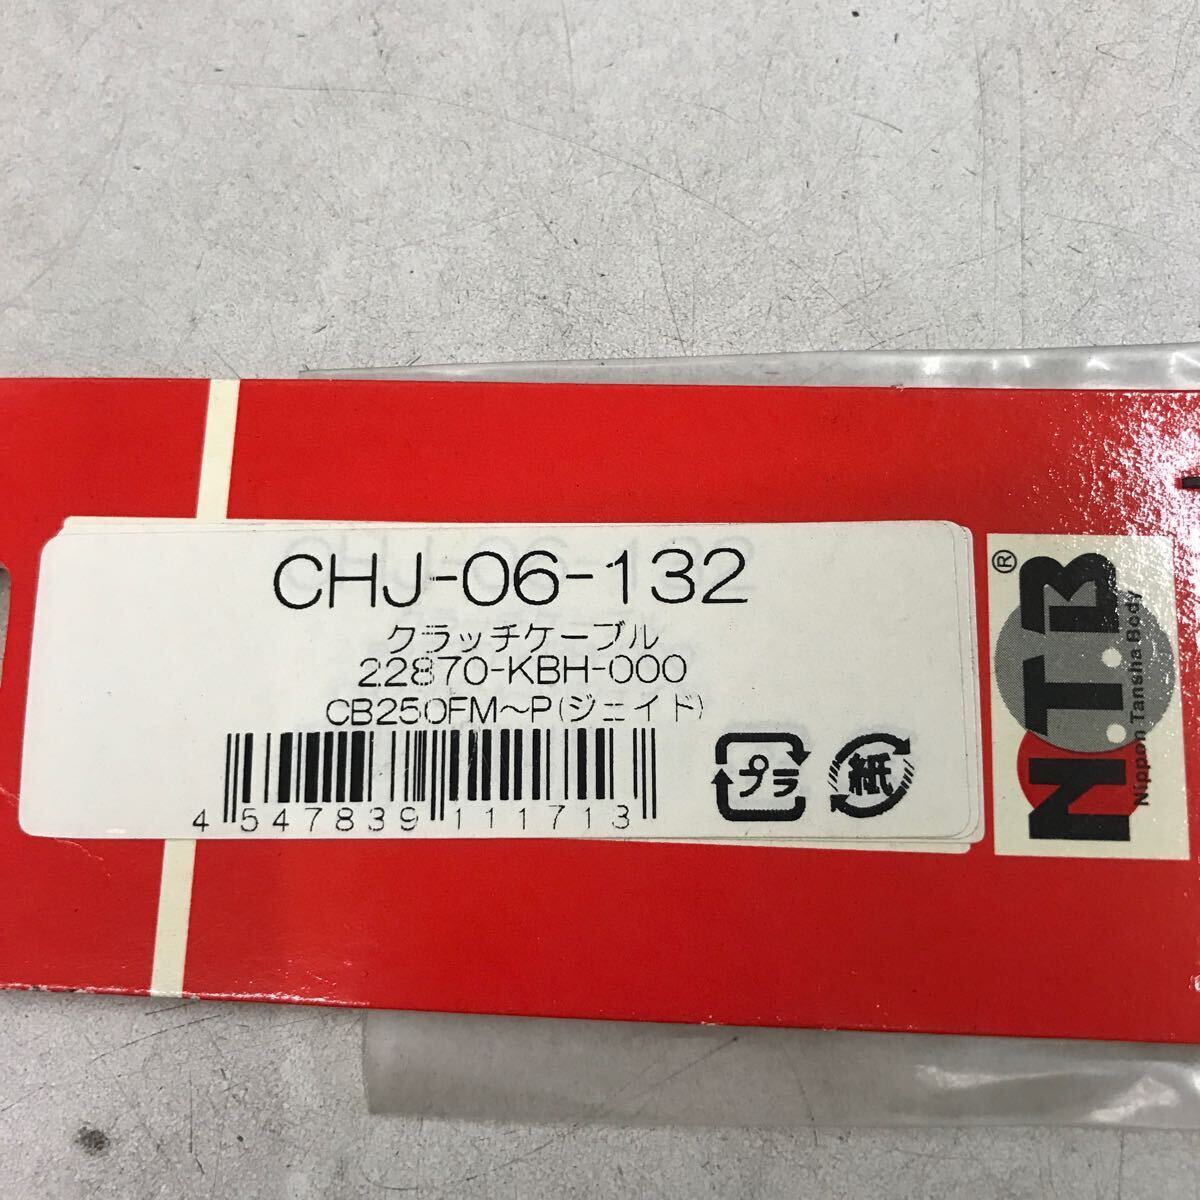 CHJ-06-132
クラッチケーブル
22870-KBH-000
CB250FM～P(ジェイド)
4 547839 111713
プラ
紙
NTB®
Nippon Tansha Body